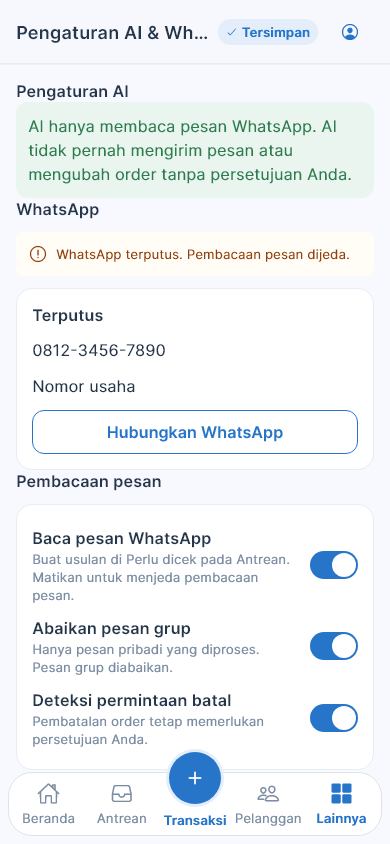 Pengaturan AI & Wh...
Tersimpan
Pengaturan AI
AI hanya membaca pesan WhatsApp. AI
tidak pernah mengirim pesan atau
mengubah order tanpa persetujuan Anda.
WhatsApp
WhatsApp terputus. Pembacaan pesan dijeda.
Terputus
0812-3456-7890
Nomor usaha
Hubungkan WhatsApp
Pembacaan pesan
Baca pesan WhatsApp
Buat usulan di Perlu dicek pada Antrean.
Matikan untuk menjeda pembacaan
pesan.
Abaikan pesan grup
Hanya pesan pribadi yang diproses.
Pesan grup diabaikan.
Deteksi permintaan batal
Pembatalan order tetap memerlukan
persetujuan Anda.
Beranda
Antrean
Transaksi
Pelanggan
Lainnya